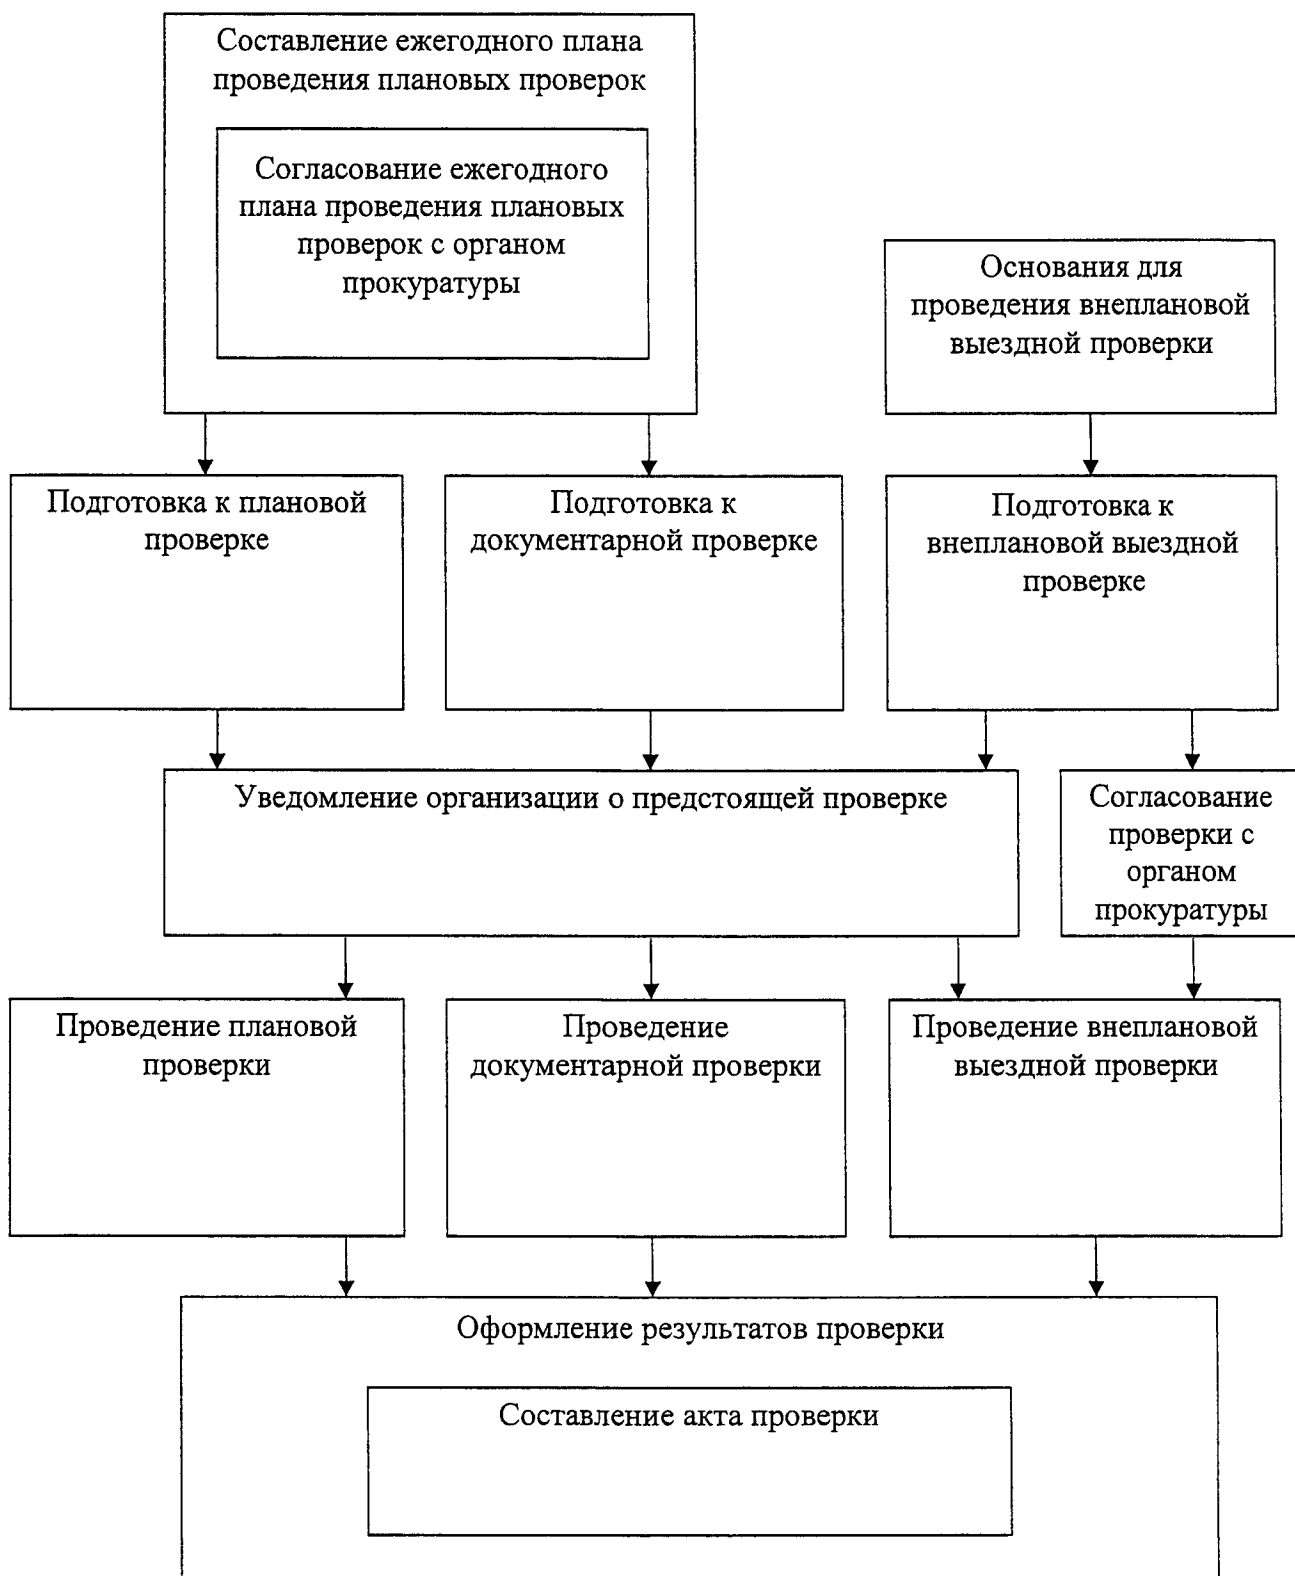 Составление ежегодного плана
проведения плановых проверок
Согласование ежегодного
плана проведения плановых
проверок с органом
прокуратуры
Основания для
проведения внеплановой
выездной проверки
Подготовка к плановой
проверке
Подготовка к
документарной проверке
Подготовка к
внеплановой выездной
проверке
Уведомление организации о предстоящей проверке
Согласование
проверки с
органом
прокуратуры
Проведение плановой
проверки
Проведение
документарной проверки
Проведение внеплановой
выездной проверки
Оформление результатов проверки
Составление акта проверки